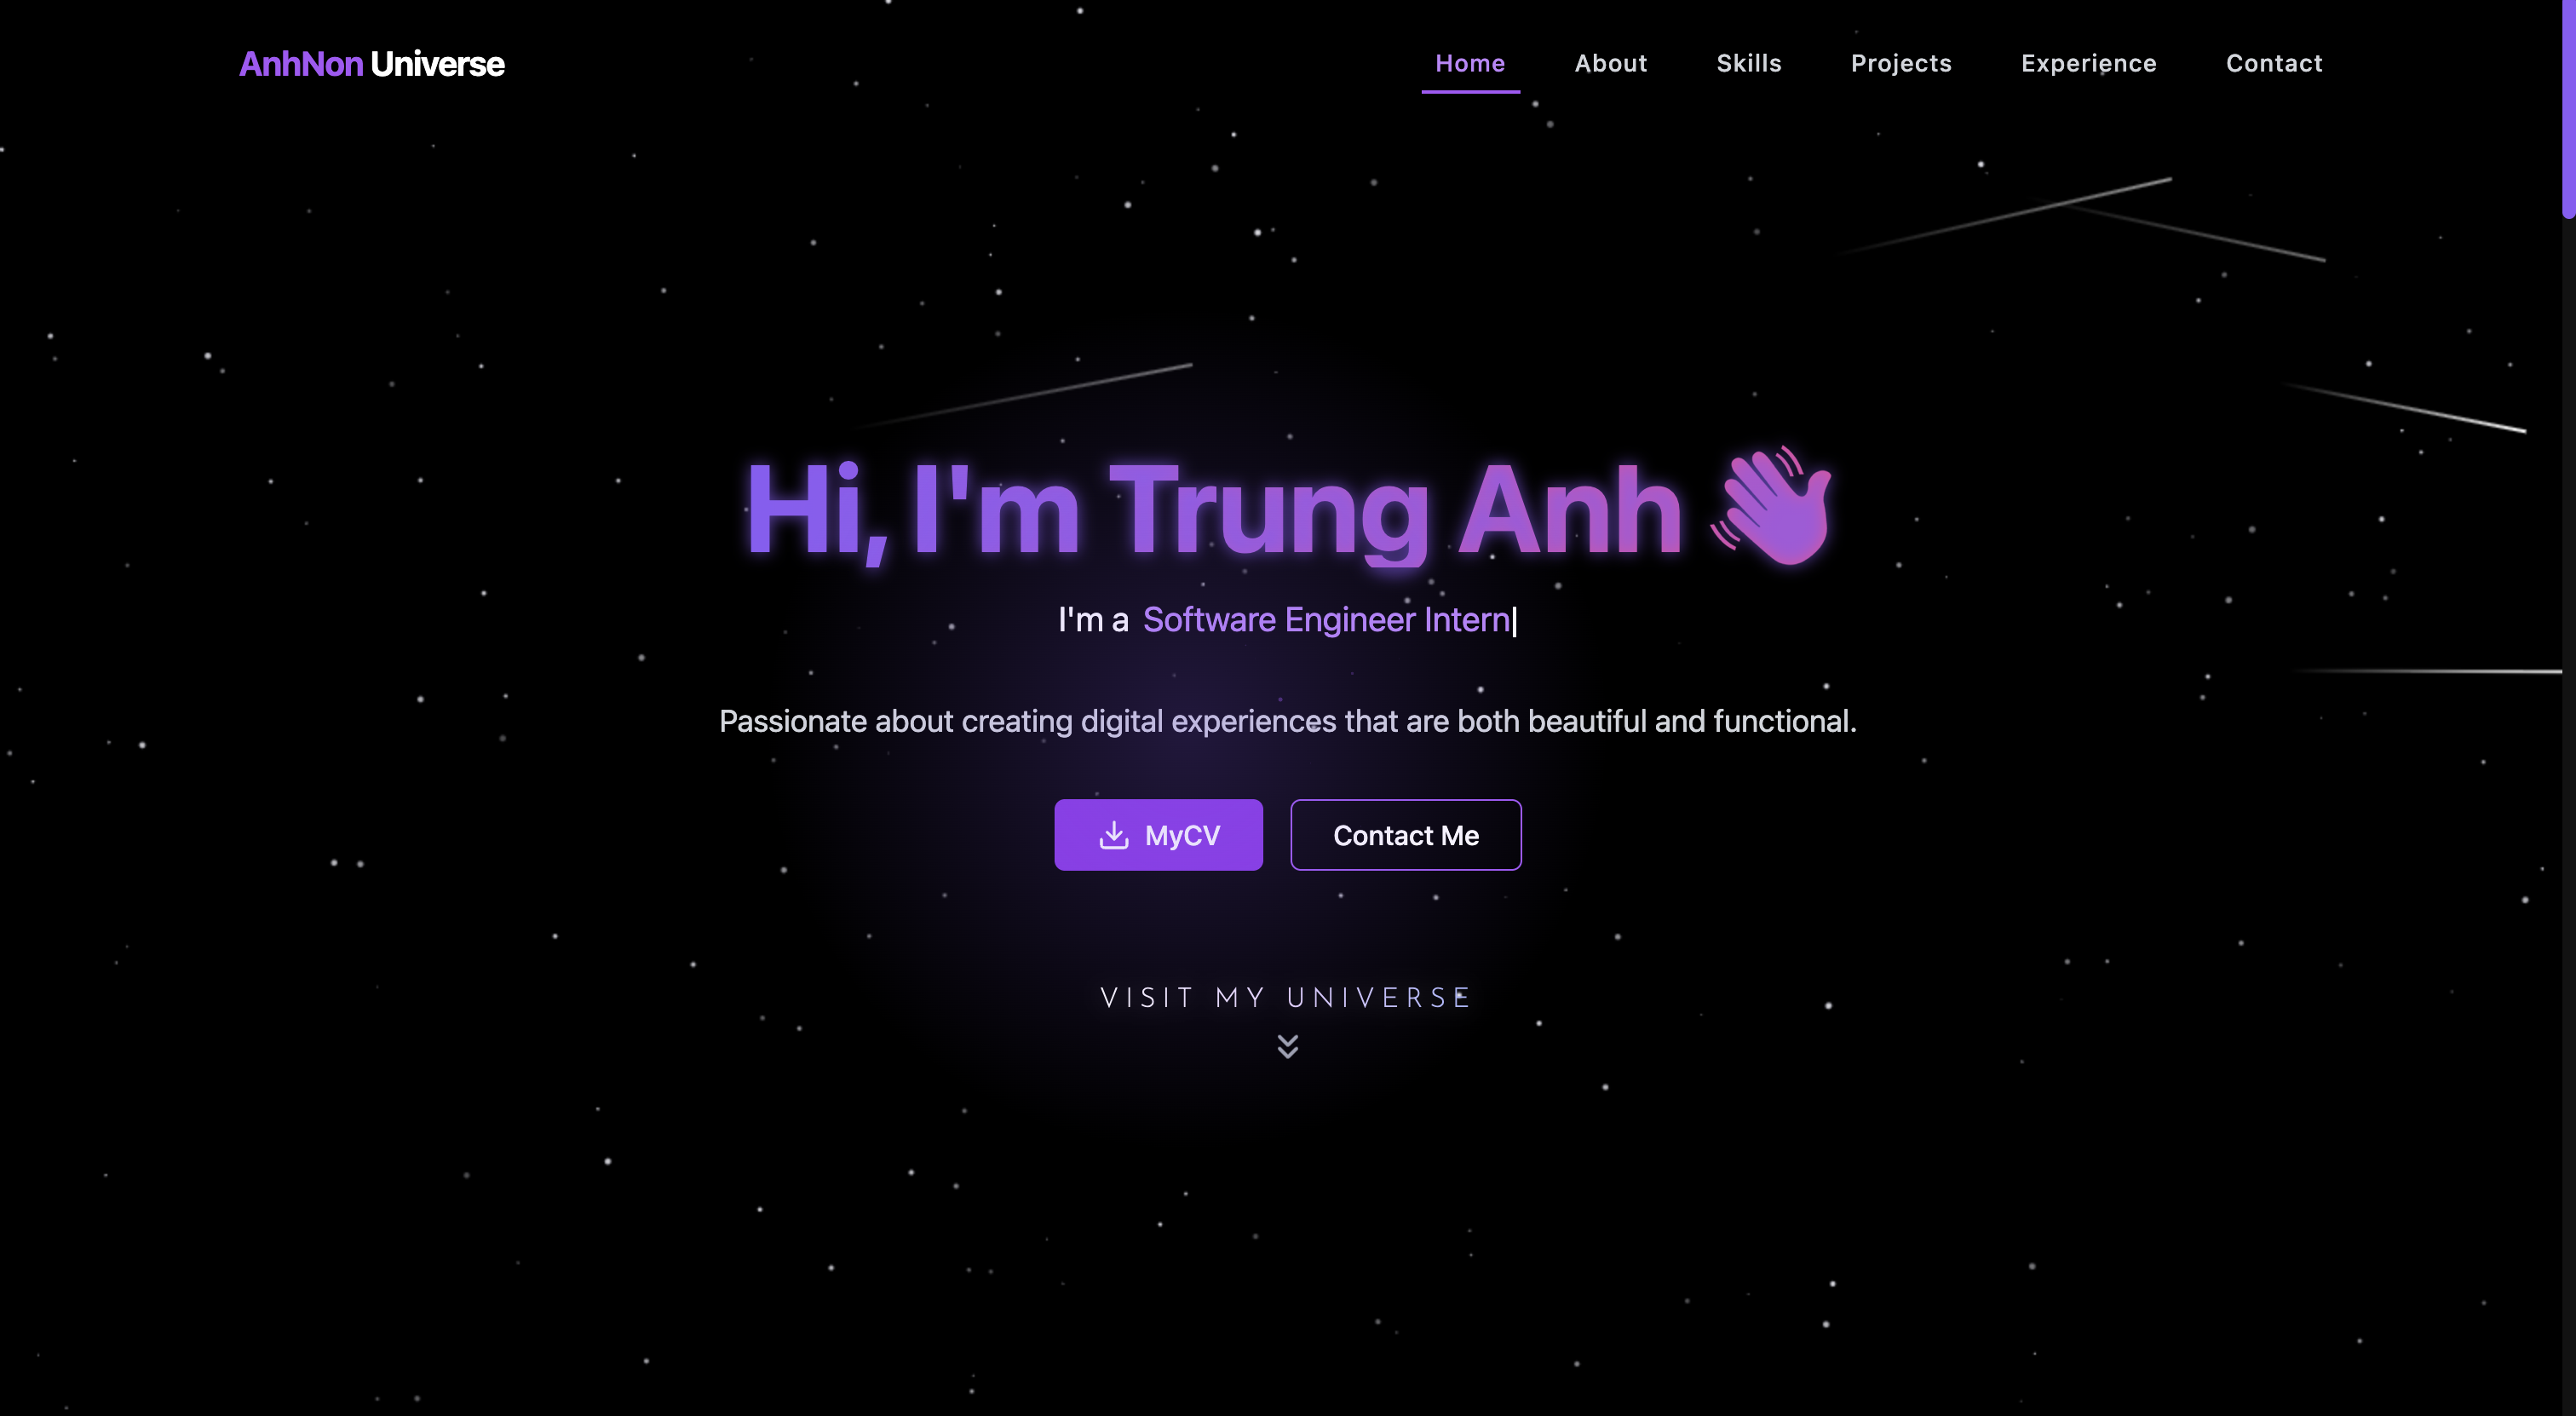 AnhNon Universe
Home About Skills Projects Experience Contact
Hi, I'm Trung Anh 👋
I'm a Software Engineer Intern|
Passionate about creating digital experiences that are both beautiful and functional.
MyCV
Contact Me
VISIT MY UNIVERSE